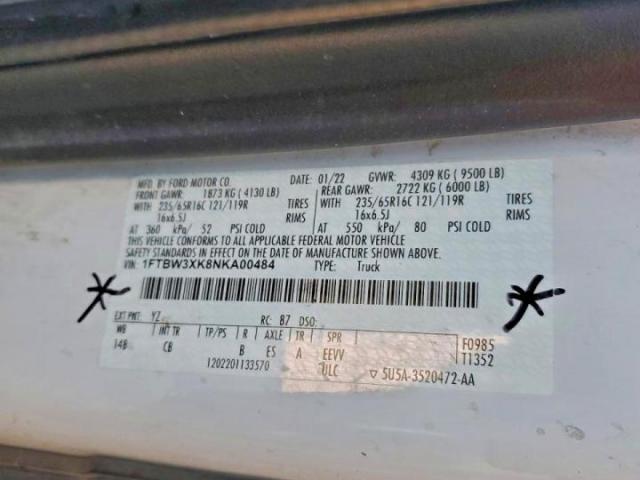 MFD. BY FORD MOTOR CO. DATE: 01/22 GVWR: 4309 KG ( 9500 LB)
FRONT GAWR: 1873 KG ( 4130 LB) REAR GAWR: 2722 KG ( 6000 LB)
WITH 235/65R16C 121/119R TIRES WITH 235/65R16C 121/119R TIRES
16x6.5J RIMS 16x6.5J RIMS
AT 360 kPa/ 52 PSI COLD AT 550 kPa/ 80 PSI COLD
THIS VEHICLE CONFORMS TO ALL APPLICABLE FEDERAL MOTOR VEHICLE
SAFETY STANDARDS IN EFFECT ON THE DATE OF MANUFACTURE SHOWN ABOVE.
VIN: 1FTBW3XK8NKA00484 TYPE: Truck
EXT PNT: YZ RC: B7 DSO:
WB INT TR TP/PS R AXLE TR SPR
148 CB B ES A EEVV
ULC
F0985
T1352
1202201133570
▽ 5U5A-3520472-AA